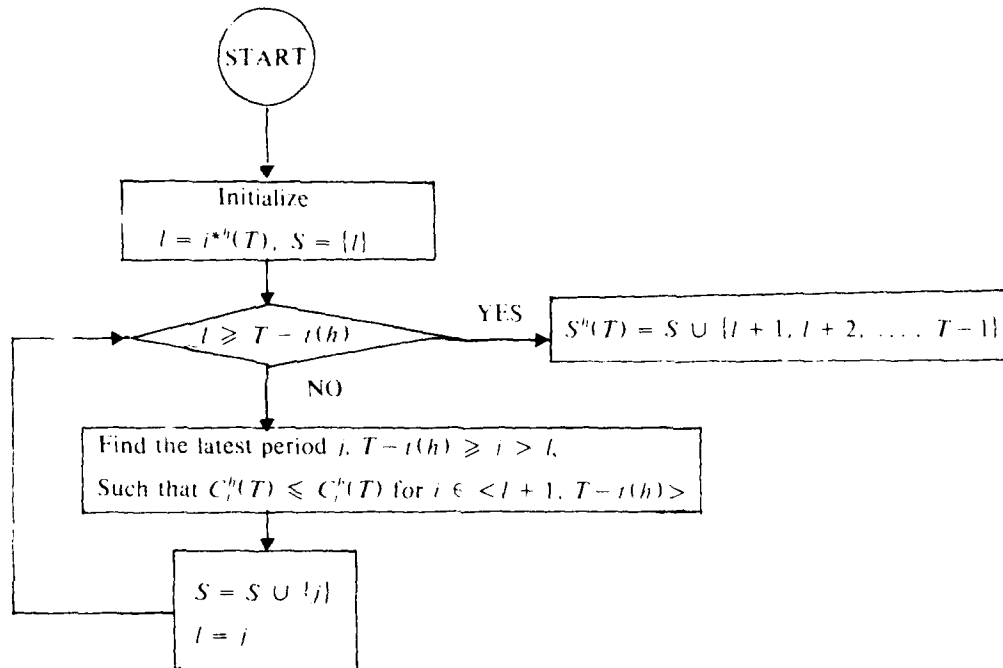 START
Initialize
l = i*ʰ(T), S = {l}
l ⩾ T − t(h)
YES
Sʰ(T) = S ∪ {l + 1, l + 2, ..., T − 1}
NO
Find the latest period j, T − t(h) ⩾ j > l,
Such that Cⱼʰ(T) ⩽ Cᵢʰ(T) for i ∈ <l + 1, T − t(h)>
S = S ∪ {j}
l = j